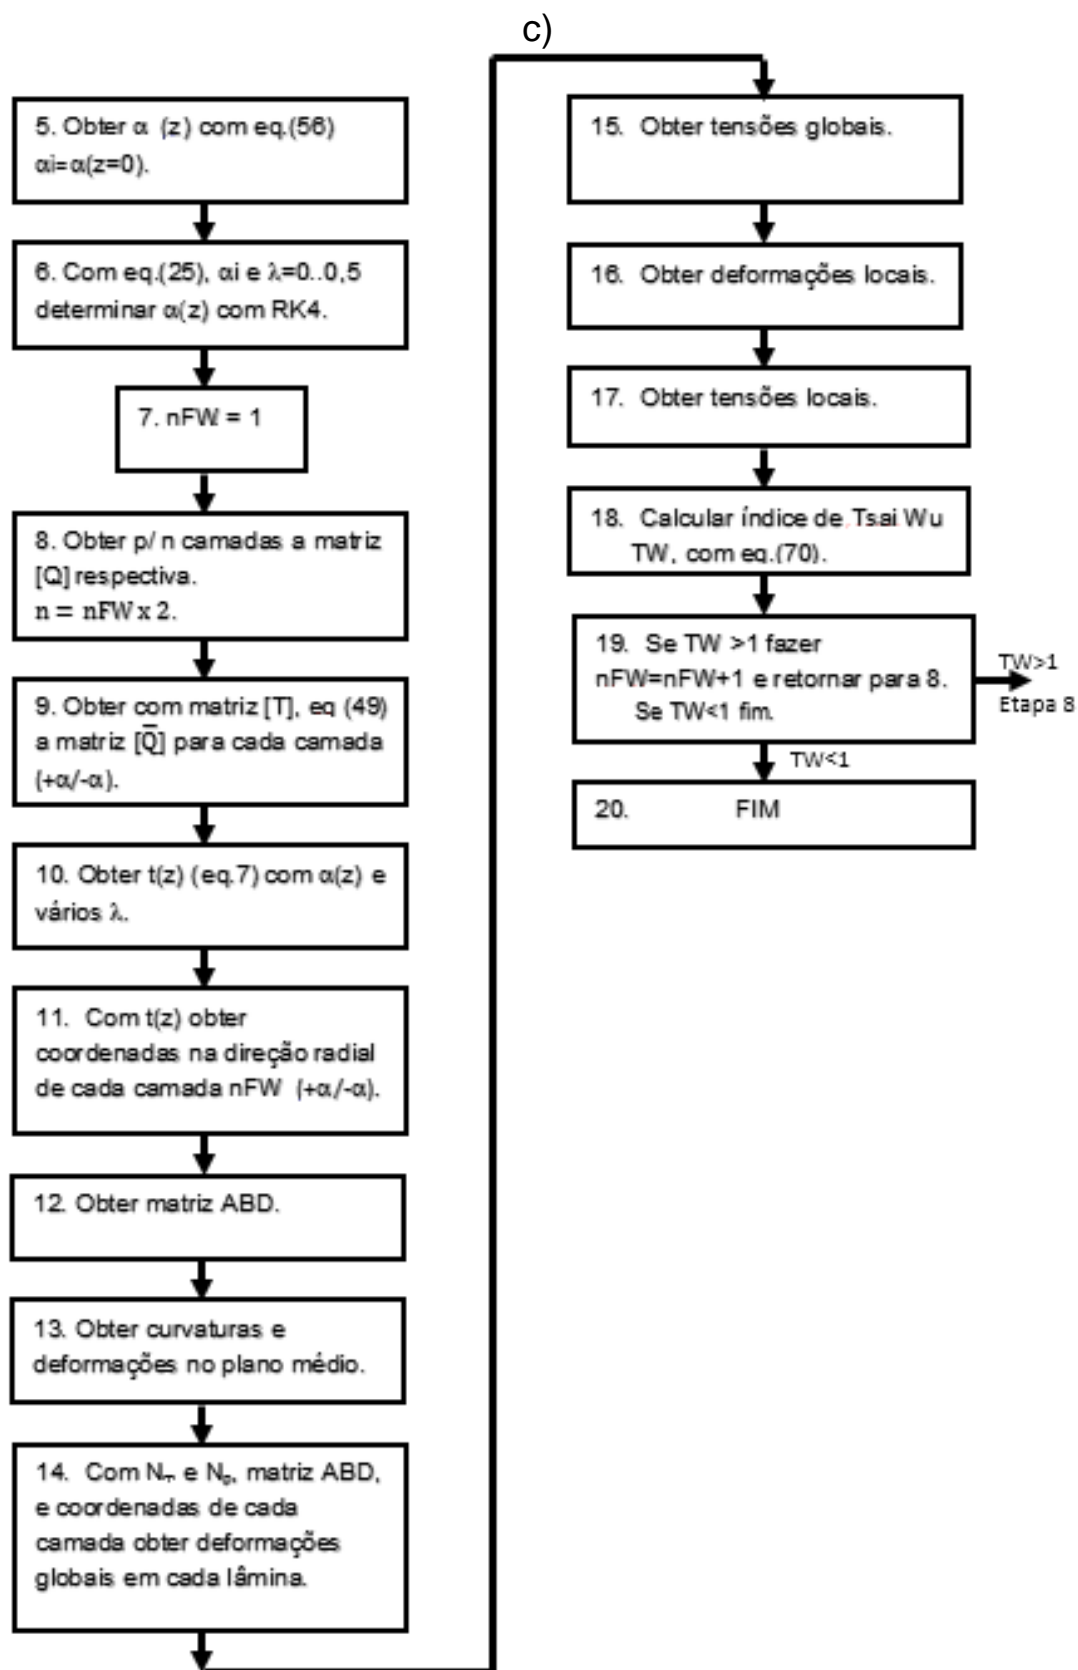 c)
5. Obter α (z) com eq.(56)
αi=α(z=0).
6. Com eq.(25), αi e λ=0..0,5
determinar α(z) com RK4.
7. nFW = 1
8. Obter p/ n camadas a matriz
[Q] respectiva.
n = nFW x 2.
9. Obter com matriz [T], eq (49)
a matriz [Q̅] para cada camada
(+α/-α).
10. Obter t(z) (eq.7) com α(z) e
vários λ.
11. Com t(z) obter
coordenadas na direção radial
de cada camada nFW (+α/-α).
12. Obter matriz ABD.
13. Obter curvaturas e
deformações no plano médio.
14. Com N e N, matriz ABD,
e coordenadas de cada
camada obter deformações
globais em cada lâmina.
15. Obter tensões globais.
16. Obter deformações locais.
17. Obter tensões locais.
18. Calcular índice de Tsai Wu
TW, com eq.(70).
19. Se TW >1 fazer
nFW=nFW+1 e retornar para 8.
Se TW<1 fim.
TW>1
Etapa 8
TW<1
20. FIM